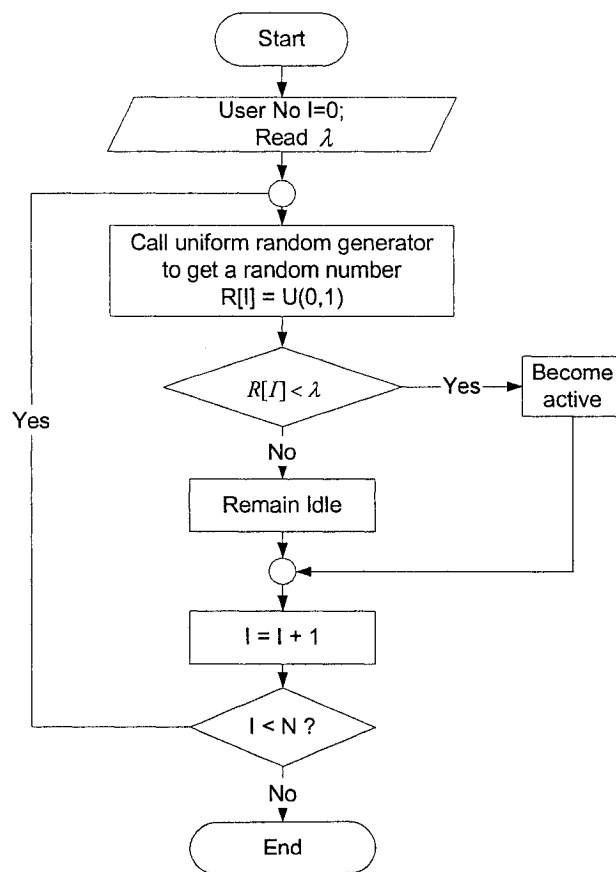 Start
User No I=0;
Read λ
Call uniform random generator
to get a random number
R[I] = U(0,1)
R[I] < λ
Yes
Become
active
Yes
No
Remain Idle
I = I + 1
I < N ?
No
End